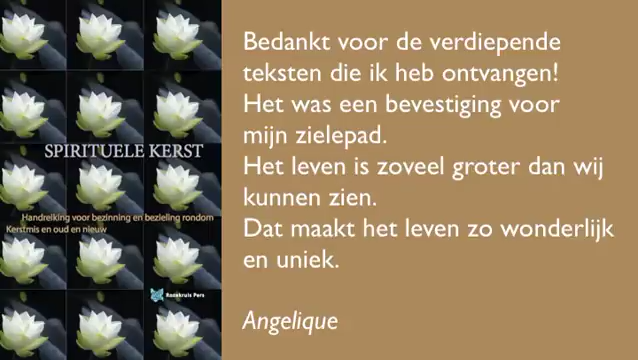 SPIRITUELE KERST
Handreiking voor bezinning en bezieling rondom
Kerstmis en oud en nieuw
Rozekruis Pers
Bedankt voor de verdiepende
teksten die ik heb ontvangen!
Het was een bevestiging voor
mijn zielepad.
Het leven is zoveel groter dan wij
kunnen zien.
Dat maakt het leven zo wonderlijk
en uniek.
Angelique